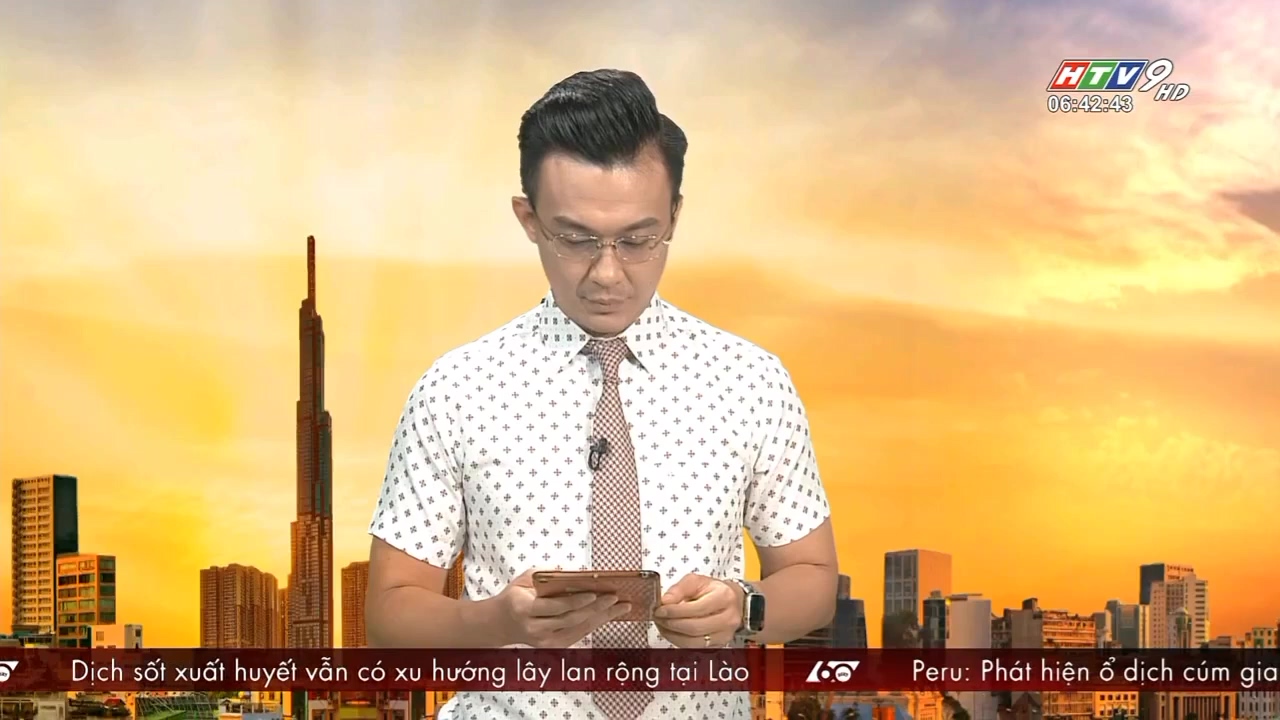 HTV9
HD
06:42:43
Dịch sốt xuất huyết vẫn có xu hướng lây lan rộng tại Lào
60 Peru: Phát hiện ổ dịch cúm gia